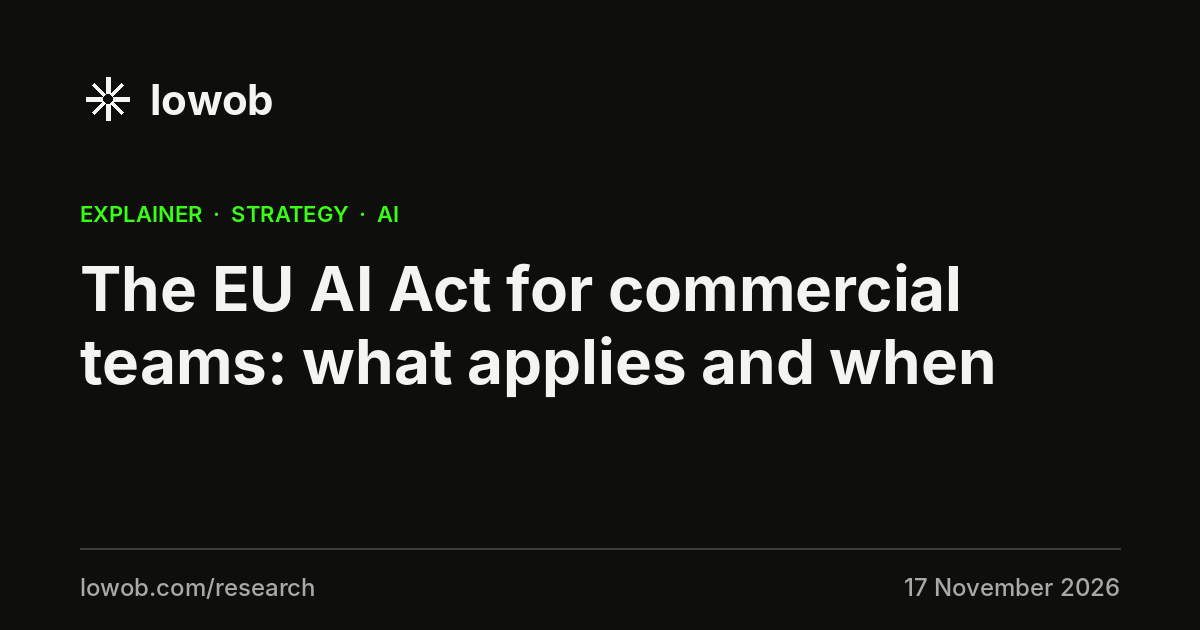 lowob
EXPLAINER · STRATEGY · AI
The EU AI Act for commercial
teams: what applies and when
lowob.com/research
17 November 2026